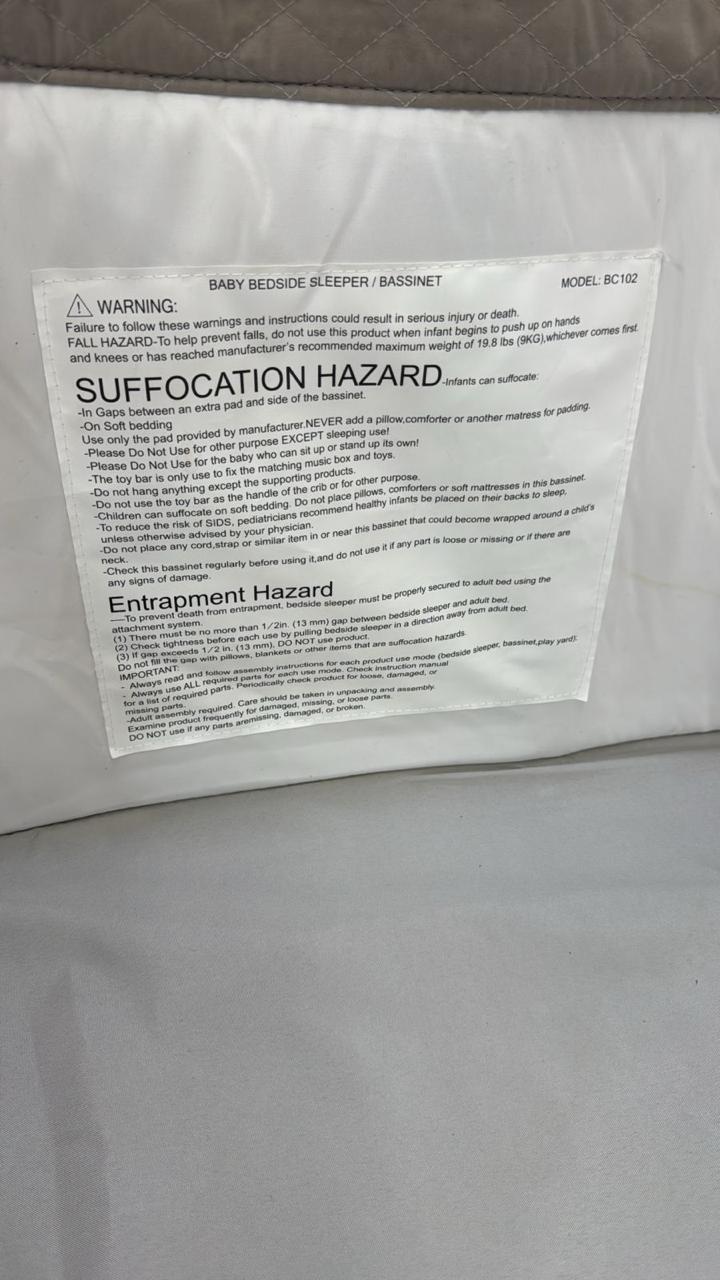 BABY BEDSIDE SLEEPER / BASSINET
MODEL: BC102
WARNING:
Failure to follow these warnings and instructions could result in serious injury or death.
FALL HAZARD-To help prevent falls, do not use this product when infant begins to push up on hands
and knees or has reached manufacturer's recommended maximum weight of 19.8 lbs (9KG),whichever comes first.
SUFFOCATION HAZARD-Infants can suffocate:
-In Gaps between an extra pad and side of the bassinet.
-On Soft bedding
Use only the pad provided by manufacturer.NEVER add a pillow,comforter or another matress for padding.
-Please Do Not Use for other purpose EXCEPT sleeping use!
-Please Do Not Use for the baby who can sit up or stand up its own!
-The toy bar is only use to fix the matching music box and toys.
-Do not hang anything except the supporting products.
-Do not use the toy bar as the handle of the crib or for other purpose.
-Children can suffocate on soft bedding. Do not place pillows, comforters or soft mattresses in this bassinet.
-To reduce the risk of SIDS, pediatricians recommend healthy infants be placed on their backs to sleep,
unless otherwise advised by your physician.
-Do not place any cord,strap or similar item in or near this bassinet that could become wrapped around a child's
neck.
-Check this bassinet regularly before using it,and do not use it if any part is loose or missing or if there are
any signs of damage.
Entrapment Hazard
—To prevent death from entrapment, bedside sleeper must be properly secured to adult bed using the
attachment system.
(1) There must be no more than 1/2in. (13 mm) gap between bedside sleeper and adult bed.
(2) Check tightness before each use by pulling bedside sleeper in a direction away from adult bed.
(3) If gap exceeds 1/2 in. (13 mm), DO NOT use product.
Do not fill the gap with pillows, blankets or other items that are suffocation hazards.
IMPORTANT:
- Always read and follow assembly instructions for each product use mode (bedside sleeper, bassinet,play yard).
- Always use ALL required parts for each use mode. Check instruction manual
for a list of required parts. Periodically check product for loose, damaged, or
missing parts.
-Adult assembly required. Care should be taken in unpacking and assembly.
Examine product frequently for damaged, missing, or loose parts.
DO NOT use if any parts aremissing, damaged, or broken.